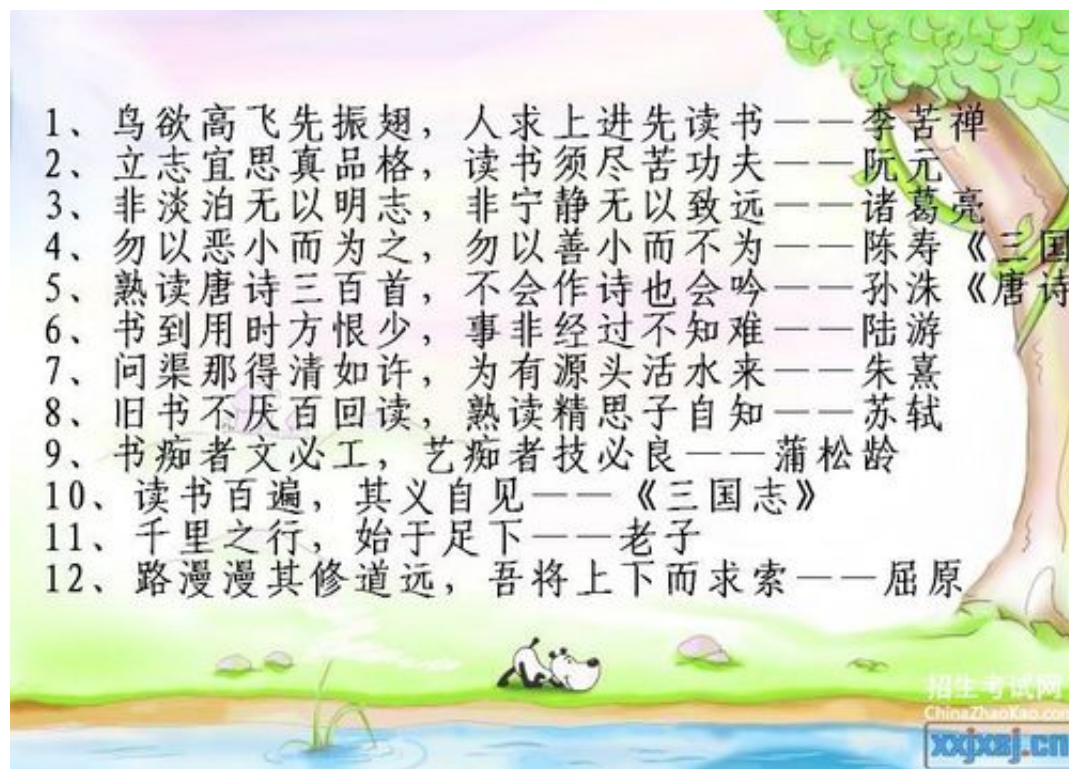 1、鸟欲高飞先振翅，人求上进先读书——李苦禅
2、立志宜思真品格，读书须尽苦功夫——阮元
3、非淡泊无以明志，非宁静无以致远——诸葛亮
4、勿以恶小而为之，勿以善小而不为——陈寿《三国
5、熟读唐诗三百首，不会作诗也会吟——孙洙《唐诗
6、书到用时方恨少，事非经过不知难——陆游
7、问渠那得清如许，为有源头活水来——朱熹
8、旧书不厌百回读，熟读精思子自知——苏轼
9、书痴者文必工，艺痴者技必良——蒲松龄
10、读书百遍，其义自见——《三国志》
11、千里之行，始于足下——老子
12、路漫漫其修道远，吾将上下而求索——屈原
招生考试网
ChinaZhaoKao.com
xxjxsj.cn